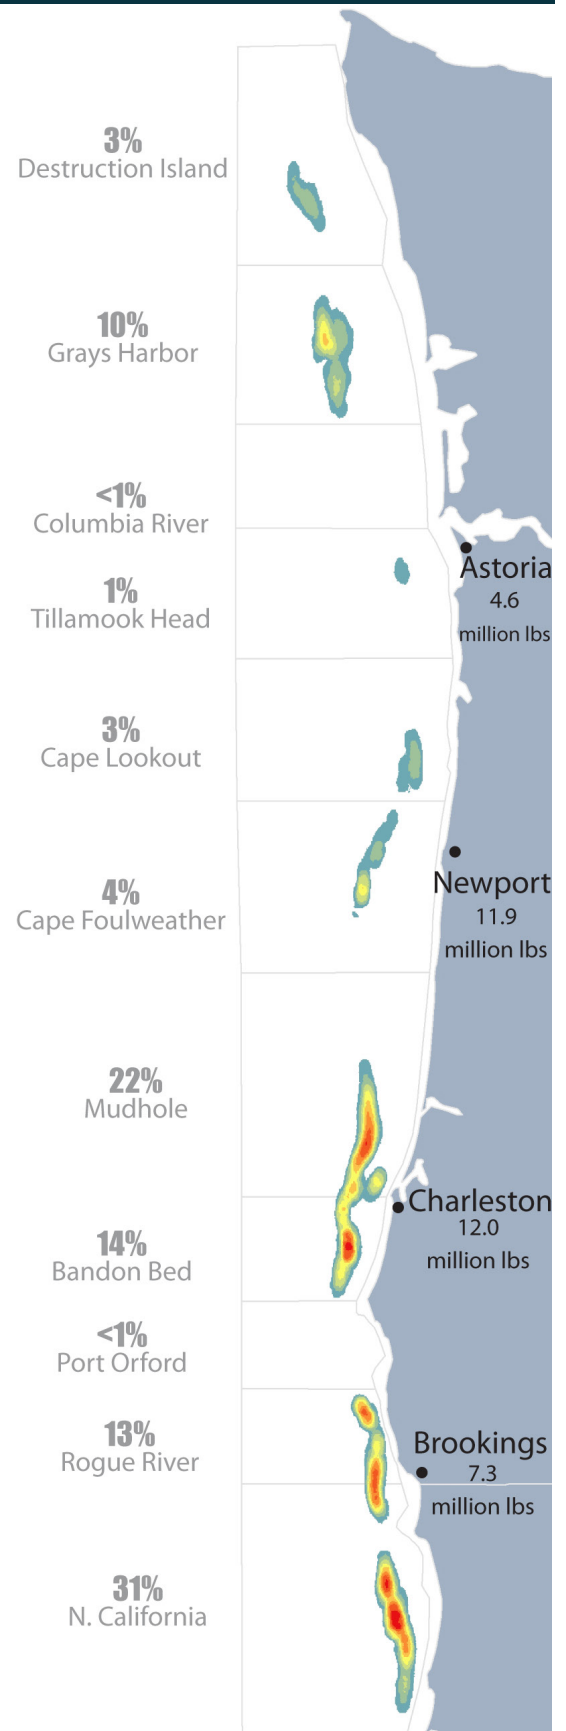 3%
Destruction Island
10%
Grays Harbor
<1%
Columbia River
Astoria
4.6
million lbs
1%
Tillamook Head
3%
Cape Lookout
4%
Cape Foulweather
Newport
11.9
million lbs
22%
Mudhole
Charleston
12.0
million lbs
14%
Bandon Bed
<1%
Port Orford
13%
Rogue River
Brookings
7.3
million lbs
31%
N. California